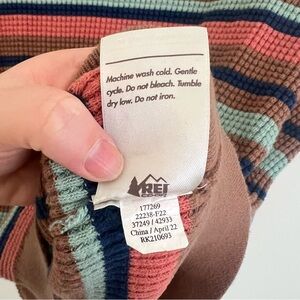 Machine wash cold. Gentle
cycle. Do not bleach. Tumble
dry low. Do not iron.
REI
177269
22238-F22
37249 / 42933
China / April 22
RK210693